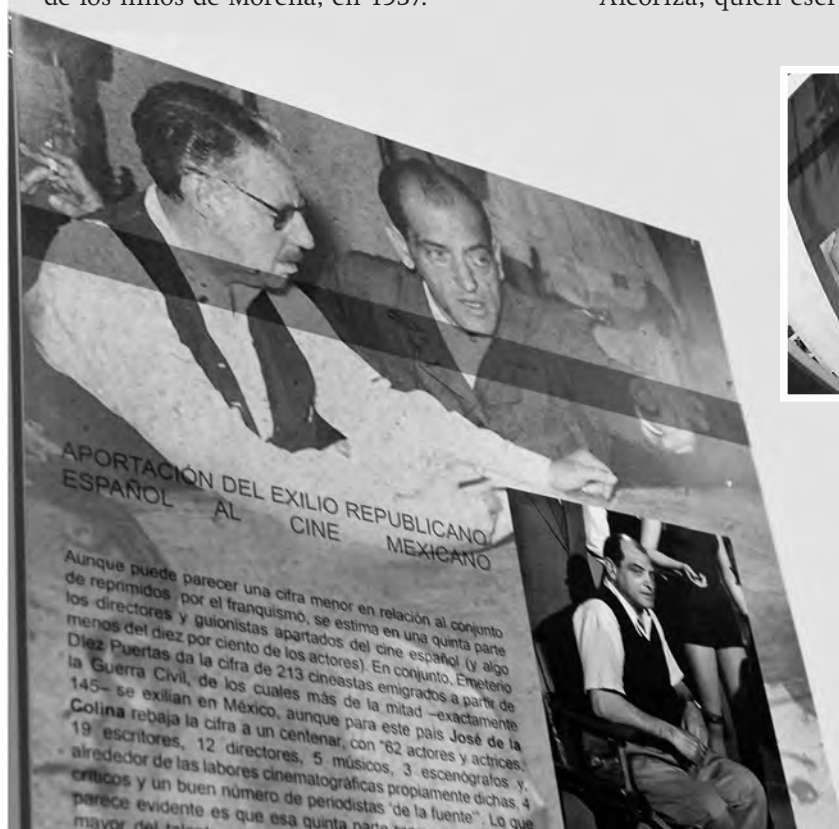 de los niños de Morelia, en 1937.
Alcoriza, quien escri
APORTACIÓN DEL EXILIO REPUBLICANO
ESPAÑOL AL CINE MEXICANO
Aunque puede parecer una cifra menor en relación al conjunto
de reprimidos por el franquismo, se estima en una quinta parte
los directores y guionistas apartados del cine español (y algo
menos del diez por ciento de los actores). En conjunto, Emeterio
Díez Puertas da la cifra de 213 cineastas emigrados a partir de
la Guerra Civil, de los cuales más de la mitad –exactamente
145– se exilian en México, aunque para este país José de la
Colina rebaja la cifra a un centenar, con "62 actores y actrices,
19 escritores, 12 directores, 5 músicos, 3 escenógrafos y,
alrededor de las labores cinematográficas propiamente dichas, 4
críticos y un buen número de periodistas 'de la fuente'". Lo que
parece evidente es que esa quinta parte
mayor del